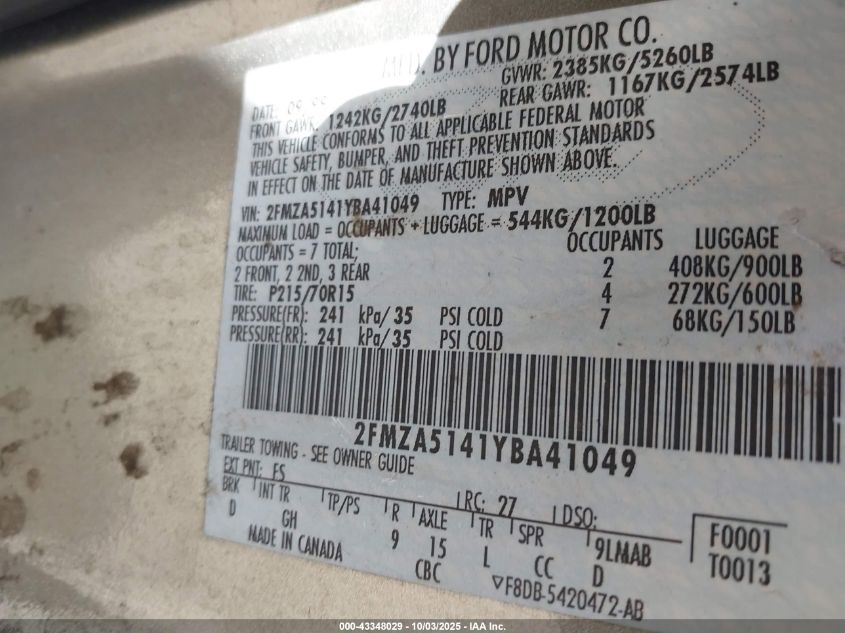 MFD. BY FORD MOTOR CO.
DATE: 09 99 GVWR: 2385KG/5260LB
FRONT GAWR: 1242KG/2740LB REAR GAWR: 1167KG/2574LB
THIS VEHICLE CONFORMS TO ALL APPLICABLE FEDERAL MOTOR
VEHICLE SAFETY, BUMPER, AND THEFT PREVENTION STANDARDS
IN EFFECT ON THE DATE OF MANUFACTURE SHOWN ABOVE.
VIN: 2FMZA5141YBA41049 TYPE: MPV
MAXIMUM LOAD = OCCUPANTS + LUGGAGE = 544KG/1200LB
OCCUPANTS = 7 TOTAL; OCCUPANTS LUGGAGE
2 FRONT, 2 2ND, 3 REAR 2 408KG/900LB
TIRE: P215/70R15 4 272KG/600LB
PRESSURE(FR): 241 kPa/ 35 PSI COLD 7 68KG/150LB
PRESSURE(RR): 241 kPa/ 35 PSI COLD
2FMZA5141YBA41049
TRAILER TOWING - SEE OWNER GUIDE
EXT PNT: FS RC: 27 DSO:
BRK INT TR TP/PS R AXLE TR SPR 9LMAB F0001
D GH 9 15 L CC D T0013
MADE IN CANADA CBC ▽F8DB-5420472-AB
000-43348029 - 10/03/2025 - IAA Inc.